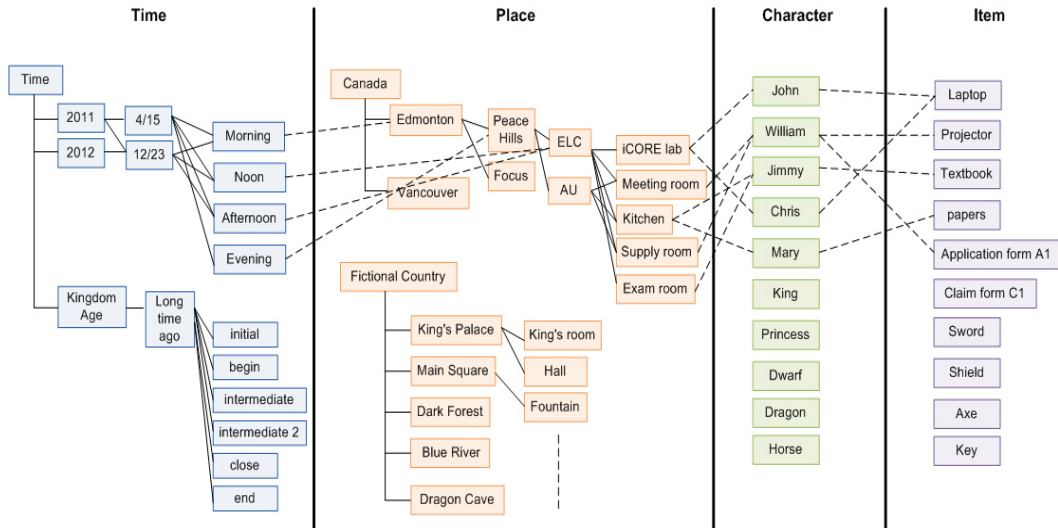 Time
Place
Character
Item
Time
2011
2012
4/15
12/23
Morning
Noon
Afternoon
Evening
Kingdom
Age
Long
time
ago
initial
begin
intermediate
intermediate 2
close
end
Canada
Edmonton
Vancouver
Peace
Hills
Focus
ELC
AU
iCORE lab
Meeting room
Kitchen
Supply room
Exam room
Fictional Country
King's Palace
Main Square
Dark Forest
Blue River
Dragon Cave
King's room
Hall
Fountain
John
William
Jimmy
Chris
Mary
King
Princess
Dwarf
Dragon
Horse
Laptop
Projector
Textbook
papers
Application form A1
Claim form C1
Sword
Shield
Axe
Key